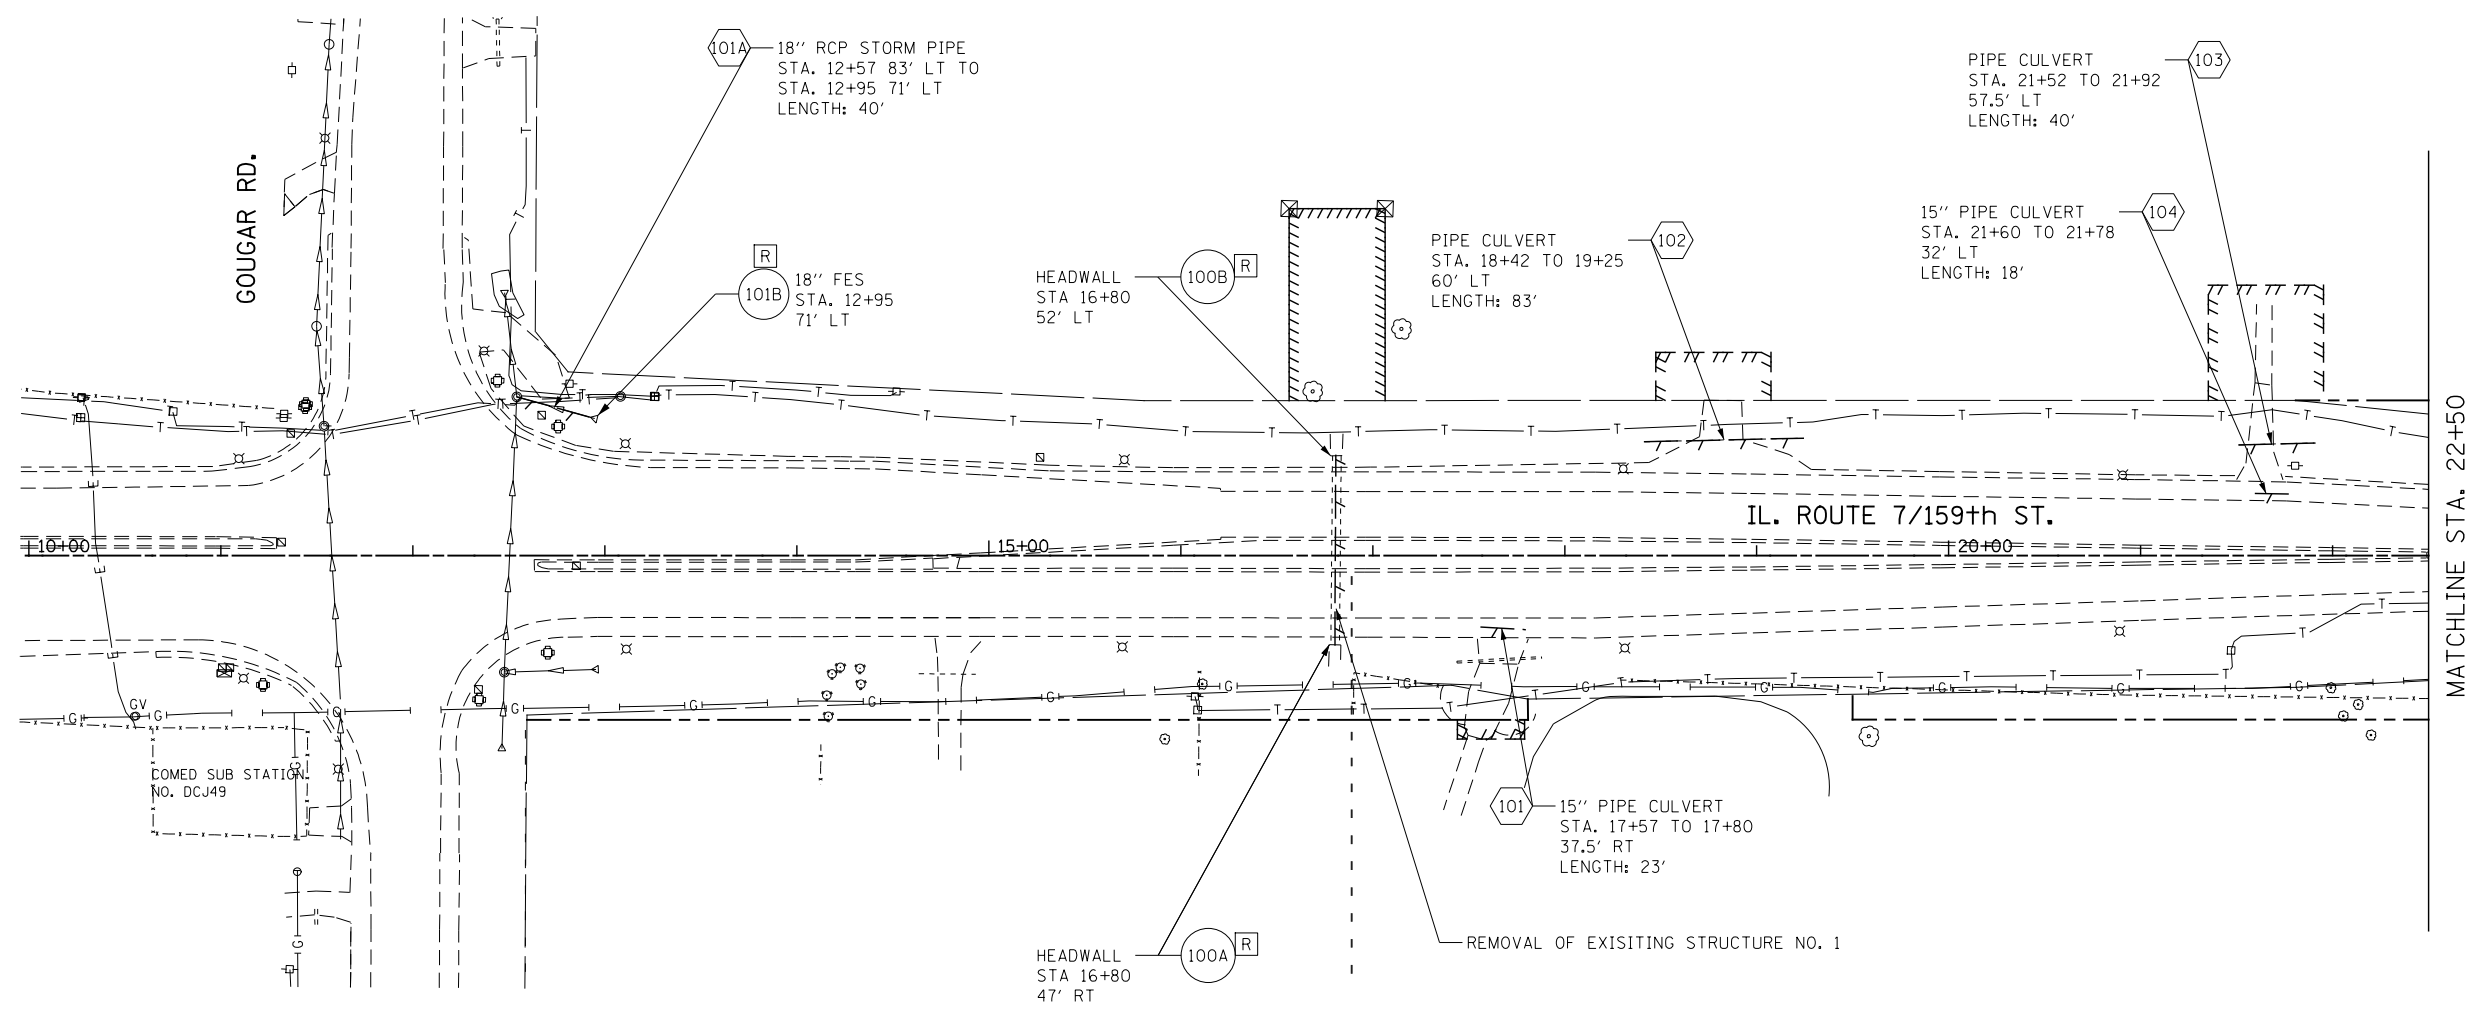 101A
18" RCP STORM PIPE
STA. 12+57 83' LT TO
STA. 12+95 71' LT
LENGTH: 40'
103
PIPE CULVERT
STA. 21+52 TO 21+92
57.5' LT
LENGTH: 40'
GOUGAR RD.
104
15" PIPE CULVERT
STA. 21+60 TO 21+78
32' LT
LENGTH: 18'
102
PIPE CULVERT
STA. 18+42 TO 19+25
60' LT
LENGTH: 83'
R
101B
18" FES
STA. 12+95
71' LT
R
100B
HEADWALL
STA 16+80
52' LT
T T T T T T T T T T T T T T T T T T
IL. ROUTE 7/159th ST.
10+00
15+00
20+00
MATCHLINE STA. 22+50
GV
G G G G G G G G G G G G
T T T T T T T T T T
COMED SUB STATION
NO. DCJ49
G
G
101
15" PIPE CULVERT
STA. 17+57 TO 17+80
37.5' RT
LENGTH: 23'
REMOVAL OF EXISITING STRUCTURE NO. 1
R
100A
HEADWALL
STA 16+80
47' RT